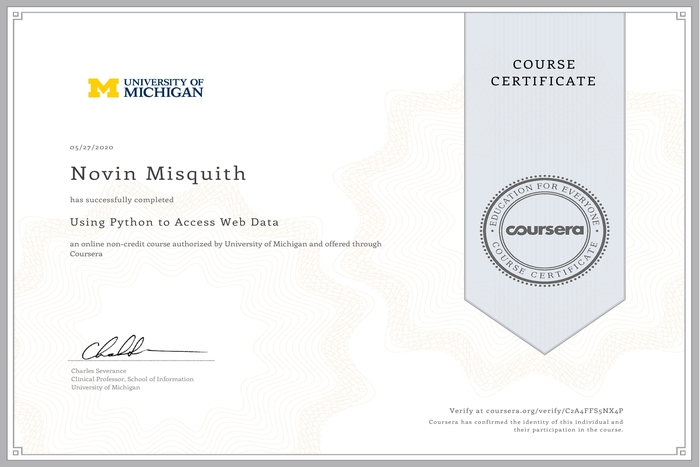 UNIVERSITY OF
MICHIGAN
COURSE
CERTIFICATE
05/27/2020
Novin Misquith
has successfully completed
Using Python to Access Web Data
an online non-credit course authorized by University of Michigan and offered through
Coursera
EDUCATION FOR EVERYONE
coursera
COURSE CERTIFICATE
Charles Severance
Clinical Professor, School of Information
University of Michigan
Verify at coursera.org/verify/C2A4FFS5NX4P
Coursera has confirmed the identity of this individual and
their participation in the course.